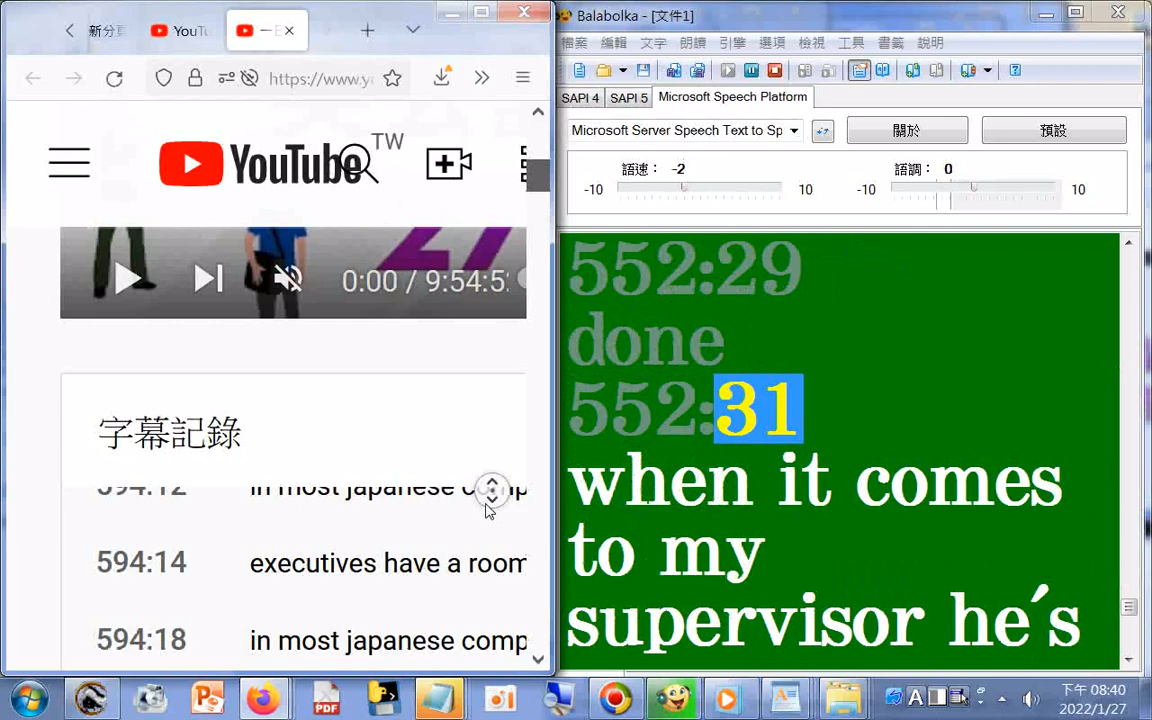 新分
YouTu
一 E
https://www.y
YouTube
TW
27
0:00 / 9:54:5
字幕記錄
594:12 in most japanese comp
594:14 executives have a room
594:18 in most japanese comp
Balabolka - [文件1]
檔案 編輯 文字 朗讀 引擎 選項 檢視 工具 書籤 說明
SAPI 4 SAPI 5 Microsoft Speech Platform
Microsoft Server Speech Text to Sp
關於
預設
語速： -2
-10 10
語調： 0
-10 10
552:29
done
552:31
when it comes
to my
supervisor he's
PDF
A
下午 08:40
2022/1/27